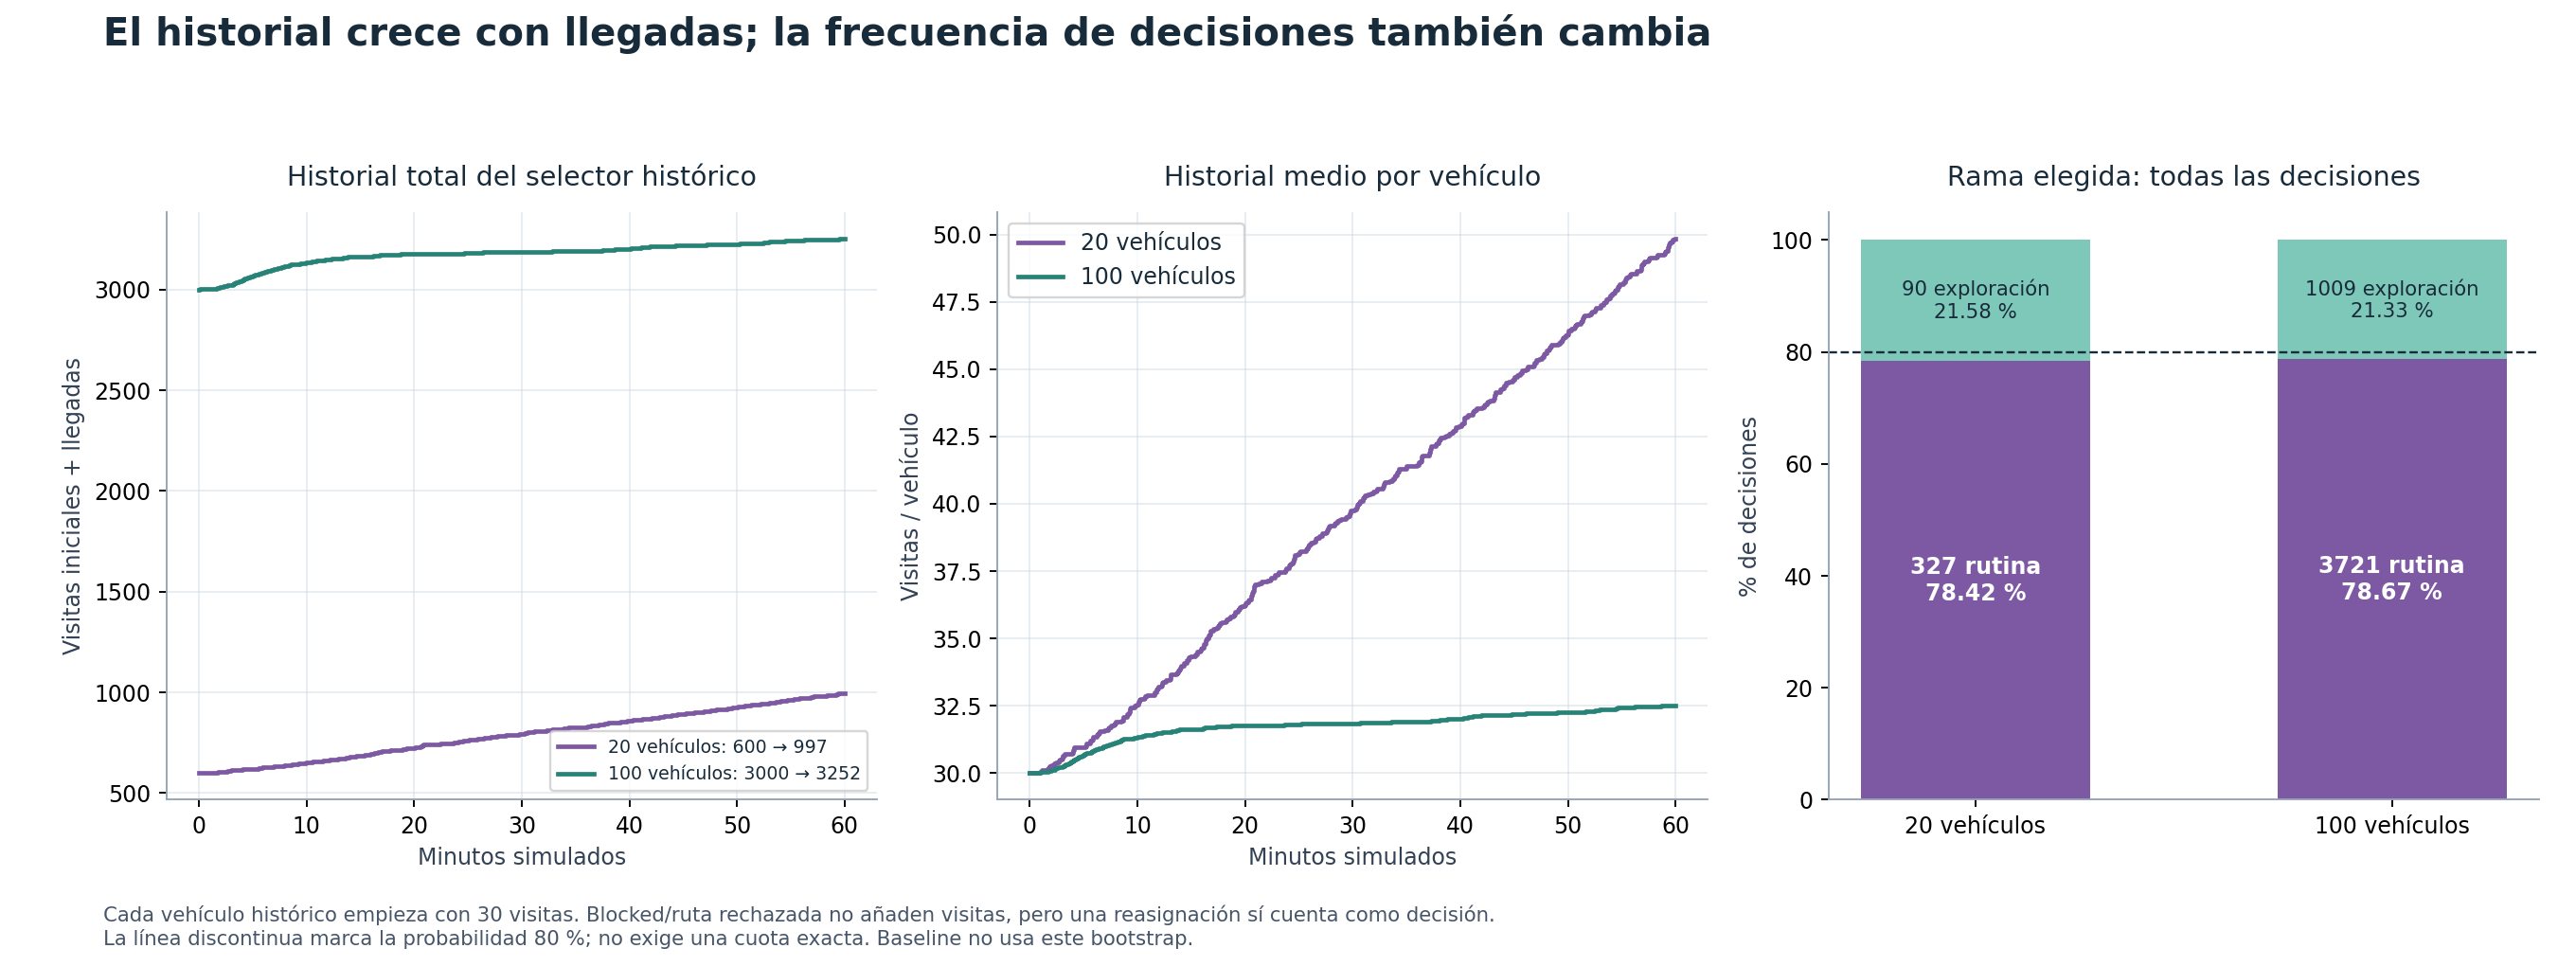 El historial crece con llegadas; la frecuencia de decisiones también cambia
Historial total del selector histórico
Visitas iniciales + llegadas
3000
2500
2000
1500
1000
500
0
10
20
30
40
50
60
Minutos simulados
20 vehículos: 600 → 997
100 vehículos: 3000 → 3252
Historial medio por vehículo
Visitas / vehículo
50.0
47.5
45.0
42.5
40.0
37.5
35.0
32.5
30.0
0
10
20
30
40
50
60
Minutos simulados
20 vehículos
100 vehículos
Rama elegida: todas las decisiones
% de decisiones
100
80
60
40
20
0
90 exploración
21.58 %
327 rutina
78.42 %
1009 exploración
21.33 %
3721 rutina
78.67 %
20 vehículos
100 vehículos
Cada vehículo histórico empieza con 30 visitas. Blocked/ruta rechazada no añaden visitas, pero una reasignación sí cuenta como decisión.
La línea discontinua marca la probabilidad 80 %; no exige una cuota exacta. Baseline no usa este bootstrap.